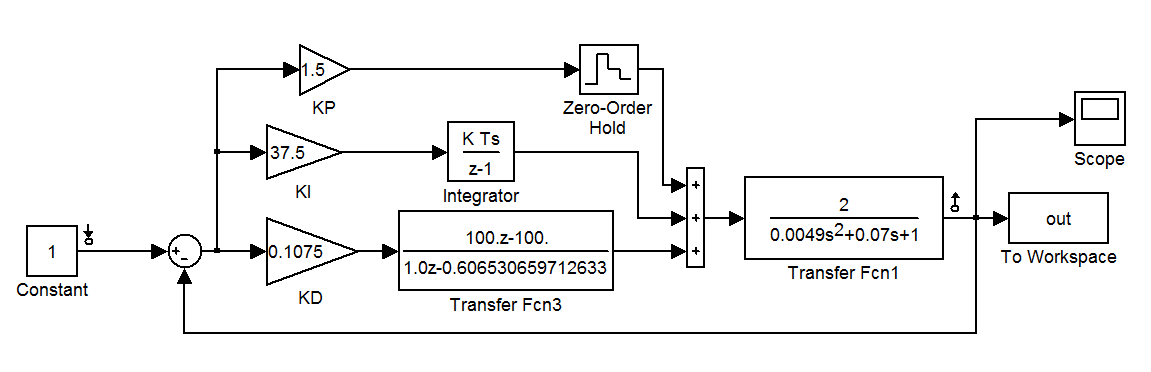 1.5
KP
Zero-Order
Hold
37.5
KI
K Ts
z-1
Integrator
1
Constant
+
-
0.1075
KD
100.z-100.
1.0z-0.606530659712633
Transfer Fcn3
+
+
+
2
0.0049s2+0.07s+1
Transfer Fcn1
Scope
out
To Workspace